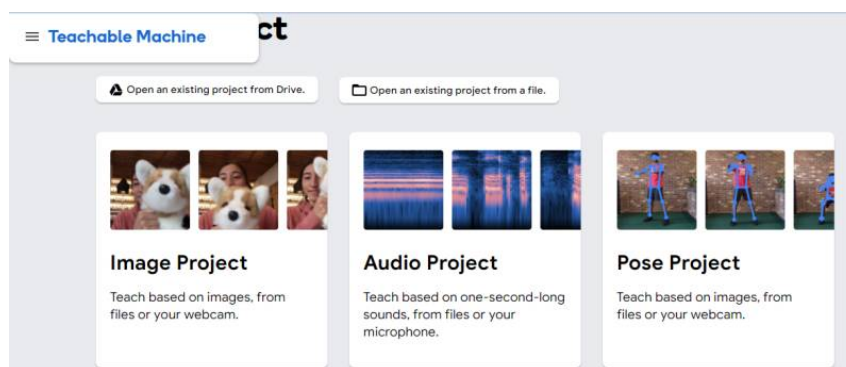 ct
Teachable Machine
Open an existing project from Drive.
Open an existing project from a file.
Image Project
Teach based on images, from
files or your webcam.
Audio Project
Teach based on one-second-long
sounds, from files or your
microphone.
Pose Project
Teach based on images, from
files or your webcam.